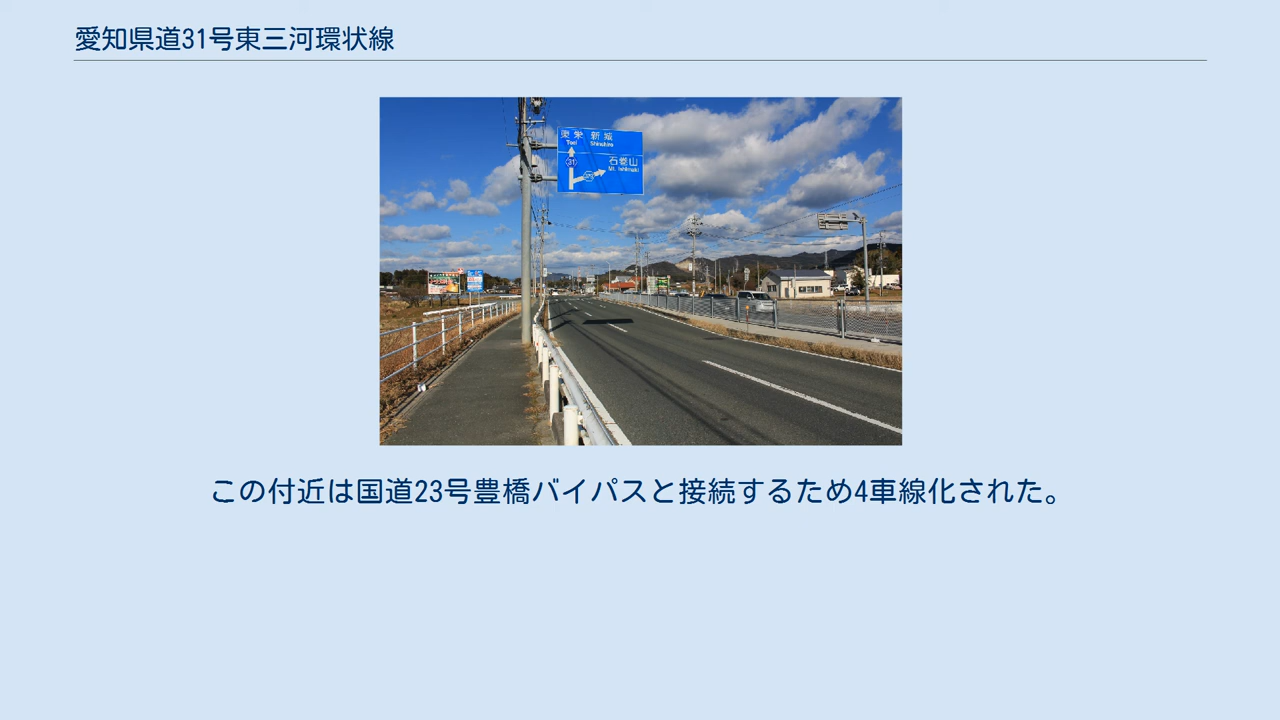 愛知県道31号東三河環状線
東栄 新城
Toei Shinshiro
31
石巻山
Mt. Ishimaki
この付近は国道23号豊橋バイパスと接続するため4車線化された。